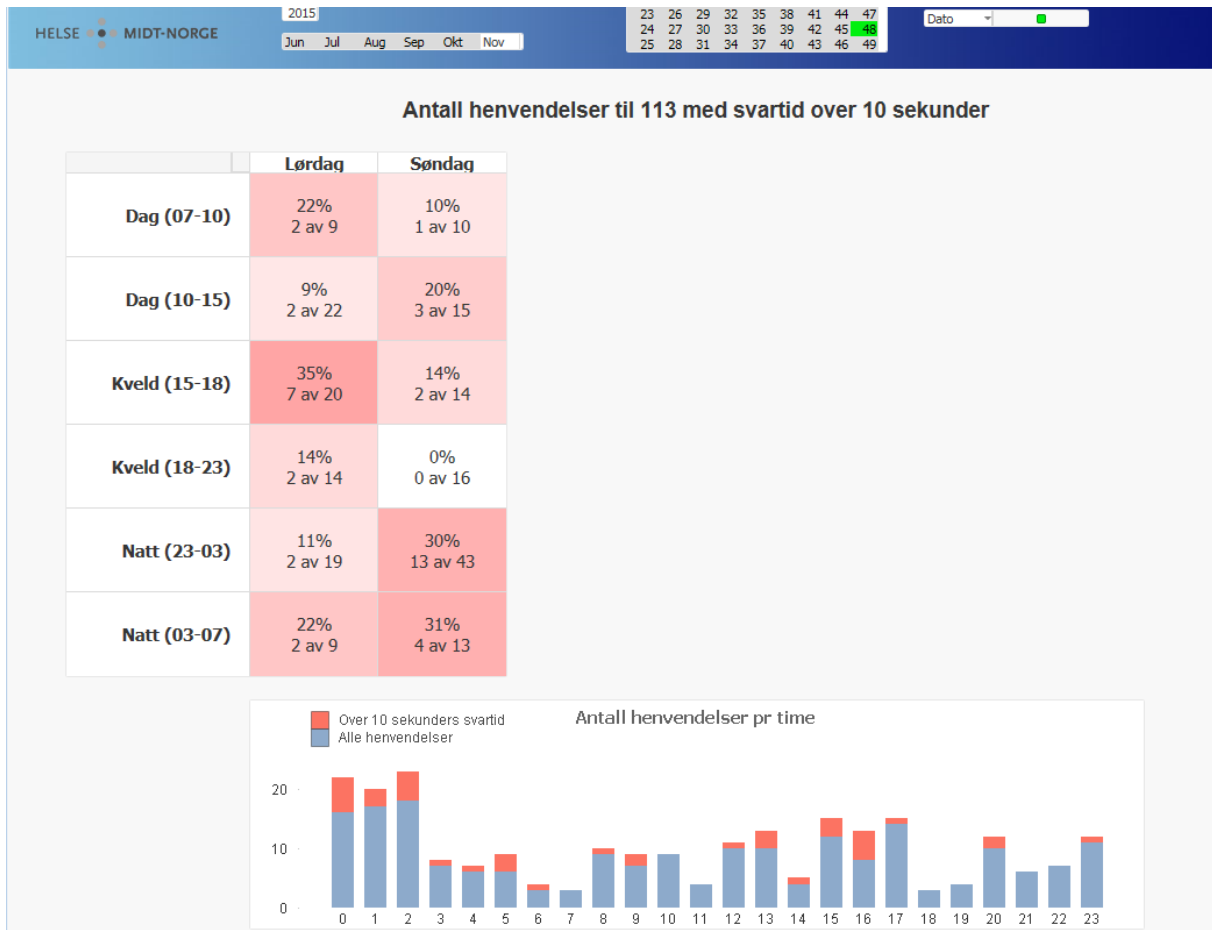 HELSE MIDT-NORGE
2015
Jun Jul Aug Sep Okt Nov
23 26 29 32 35 38 41 44 47
24 27 30 33 36 39 42 45 48
25 28 31 34 37 40 43 46 49
Dato
Antall henvendelser til 113 med svartid over 10 sekunder
Lørdag Søndag
Dag (07-10) 22% 10%
2 av 9 1 av 10
Dag (10-15) 9% 20%
2 av 22 3 av 15
Kveld (15-18) 35% 14%
7 av 20 2 av 14
Kveld (18-23) 14% 0%
2 av 14 0 av 16
Natt (23-03) 11% 30%
2 av 19 13 av 43
Natt (03-07) 22% 31%
2 av 9 4 av 13
Antall henvendelser pr time
Over 10 sekunders svartid
Alle henvendelser
20
10
0
0 1 2 3 4 5 6 7 8 9 10 11 12 13 14 15 16 17 18 19 20 21 22 23